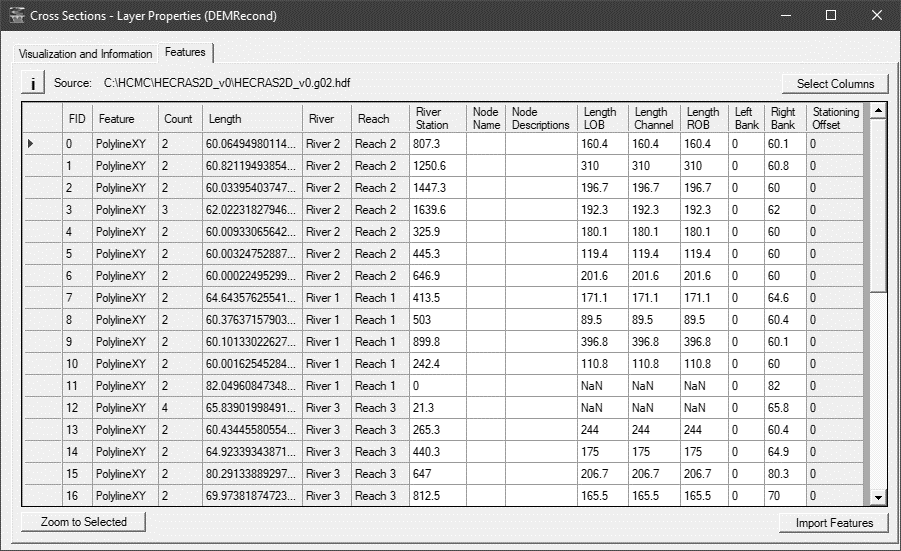 Cross Sections - Layer Properties (DEMRecond)
Visualization and Information Features
i Source: C:\HCMC\HECRAS2D_v0\HECRAS2D_v0.g02.hdf Select Columns
FID Feature Count Length River Reach River Station Node Name Node Descriptions Length LOB Length Channel Length ROB Left Bank Right Bank Stationing Offset
0 PolylineXY 2 60.06494980114... River 2 Reach 2 807.3 160.4 160.4 160.4 0 60.1 0
1 PolylineXY 2 60.82119493854... River 2 Reach 2 1250.6 310 310 310 0 60.8 0
2 PolylineXY 2 60.03395403747... River 2 Reach 2 1447.3 196.7 196.7 196.7 0 60 0
3 PolylineXY 3 62.02231827946... River 2 Reach 2 1639.6 192.3 192.3 192.3 0 62 0
4 PolylineXY 2 60.00933065642... River 2 Reach 2 325.9 180.1 180.1 180.1 0 60 0
5 PolylineXY 2 60.00324752887... River 2 Reach 2 445.3 119.4 119.4 119.4 0 60 0
6 PolylineXY 2 60.00022495299... River 2 Reach 2 646.9 201.6 201.6 201.6 0 60 0
7 PolylineXY 2 64.64357625541... River 1 Reach 1 413.5 171.1 171.1 171.1 0 64.6 0
8 PolylineXY 2 60.37637157903... River 1 Reach 1 503 89.5 89.5 89.5 0 60.4 0
9 PolylineXY 2 60.10133022627... River 1 Reach 1 899.8 396.8 396.8 396.8 0 60.1 0
10 PolylineXY 2 60.00162545284... River 1 Reach 1 242.4 110.8 110.8 110.8 0 60 0
11 PolylineXY 2 82.04960847348... River 1 Reach 1 0 NaN NaN NaN 0 82 0
12 PolylineXY 4 65.83901998491... River 3 Reach 3 21.3 NaN NaN NaN 0 65.8 0
13 PolylineXY 2 60.43445580554... River 3 Reach 3 265.3 244 244 244 0 60.4 0
14 PolylineXY 2 64.92339343871... River 3 Reach 3 440.3 175 175 175 0 64.9 0
15 PolylineXY 2 80.29133889297... River 3 Reach 3 647 206.7 206.7 206.7 0 80.3 0
16 PolylineXY 2 69.97381874723... River 3 Reach 3 812.5 165.5 165.5 165.5 0 70 0
Zoom to Selected Import Features